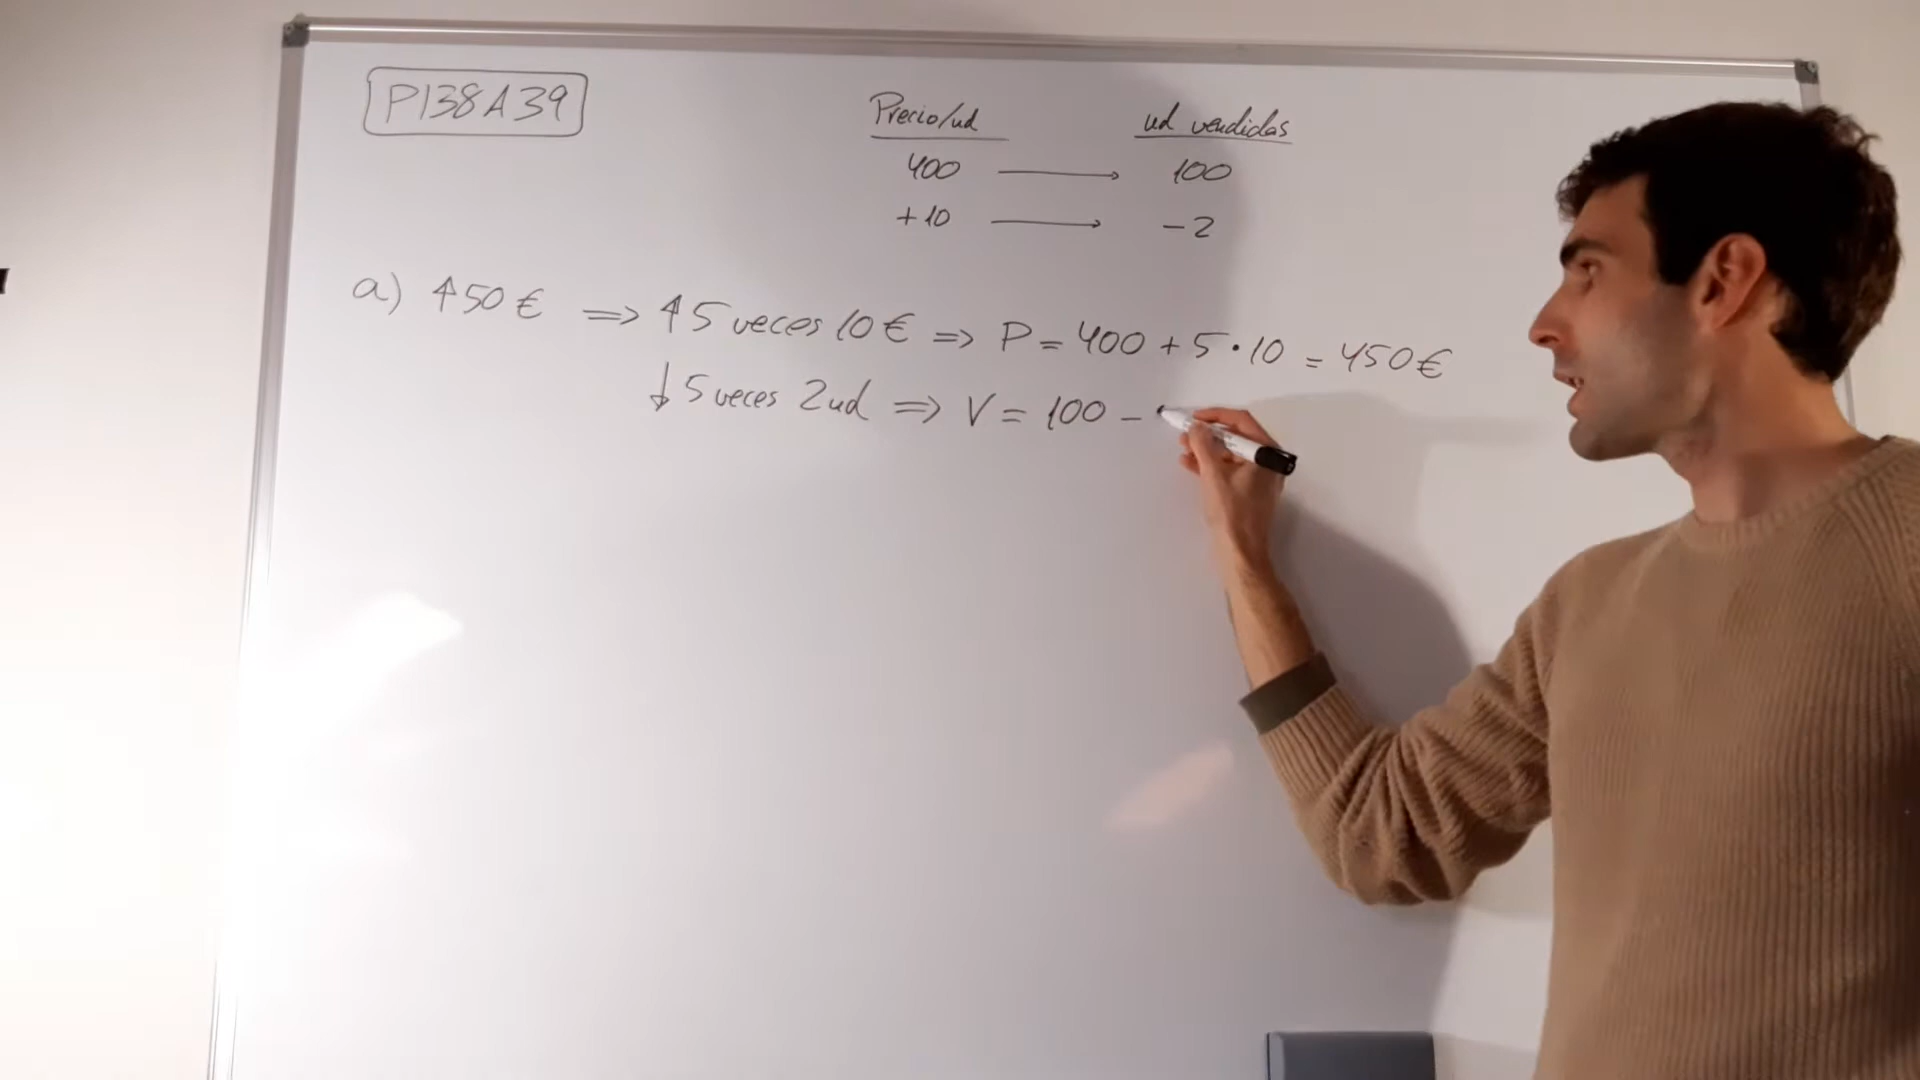 P138A39
Precio/ud ud vendidas
400 → 100
+10 → -2
a) ↑50€ ⇒ ↑5 veces 10€ ⇒ P = 400 + 5·10 = 450€
↓5 veces 2ud ⇒ V = 100 -